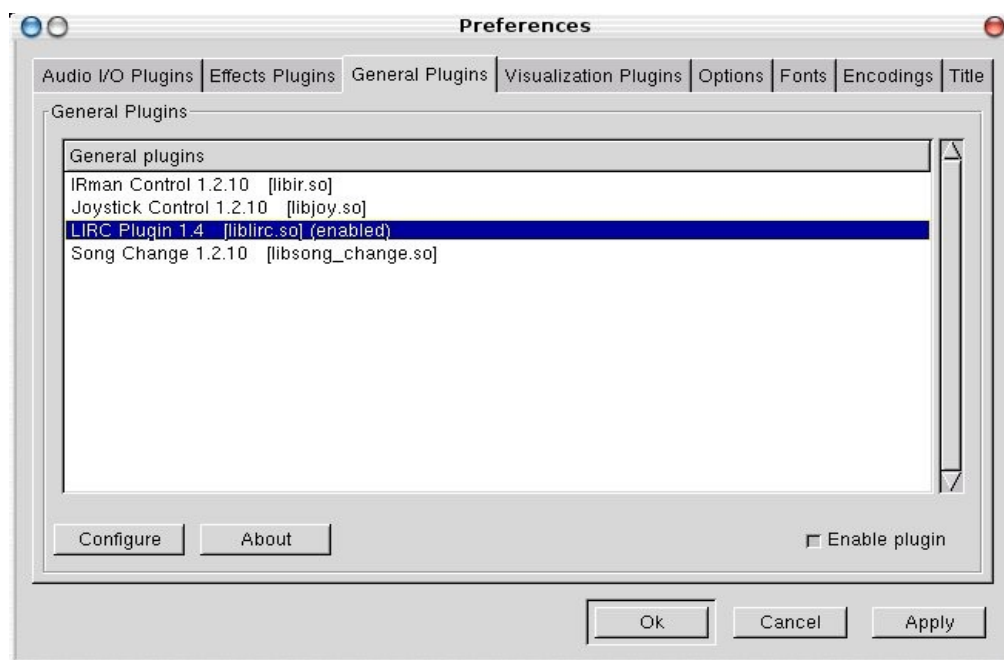 Preferences
Audio I/O Plugins Effects Plugins General Plugins Visualization Plugins Options Fonts Encodings Title
General Plugins
General plugins
IRman Control 1.2.10 [libir.so]
Joystick Control 1.2.10 [libjoy.so]
LIRC Plugin 1.4 [liblirc.so] (enabled)
Song Change 1.2.10 [libsong_change.so]
Configure About Enable plugin
Ok Cancel Apply